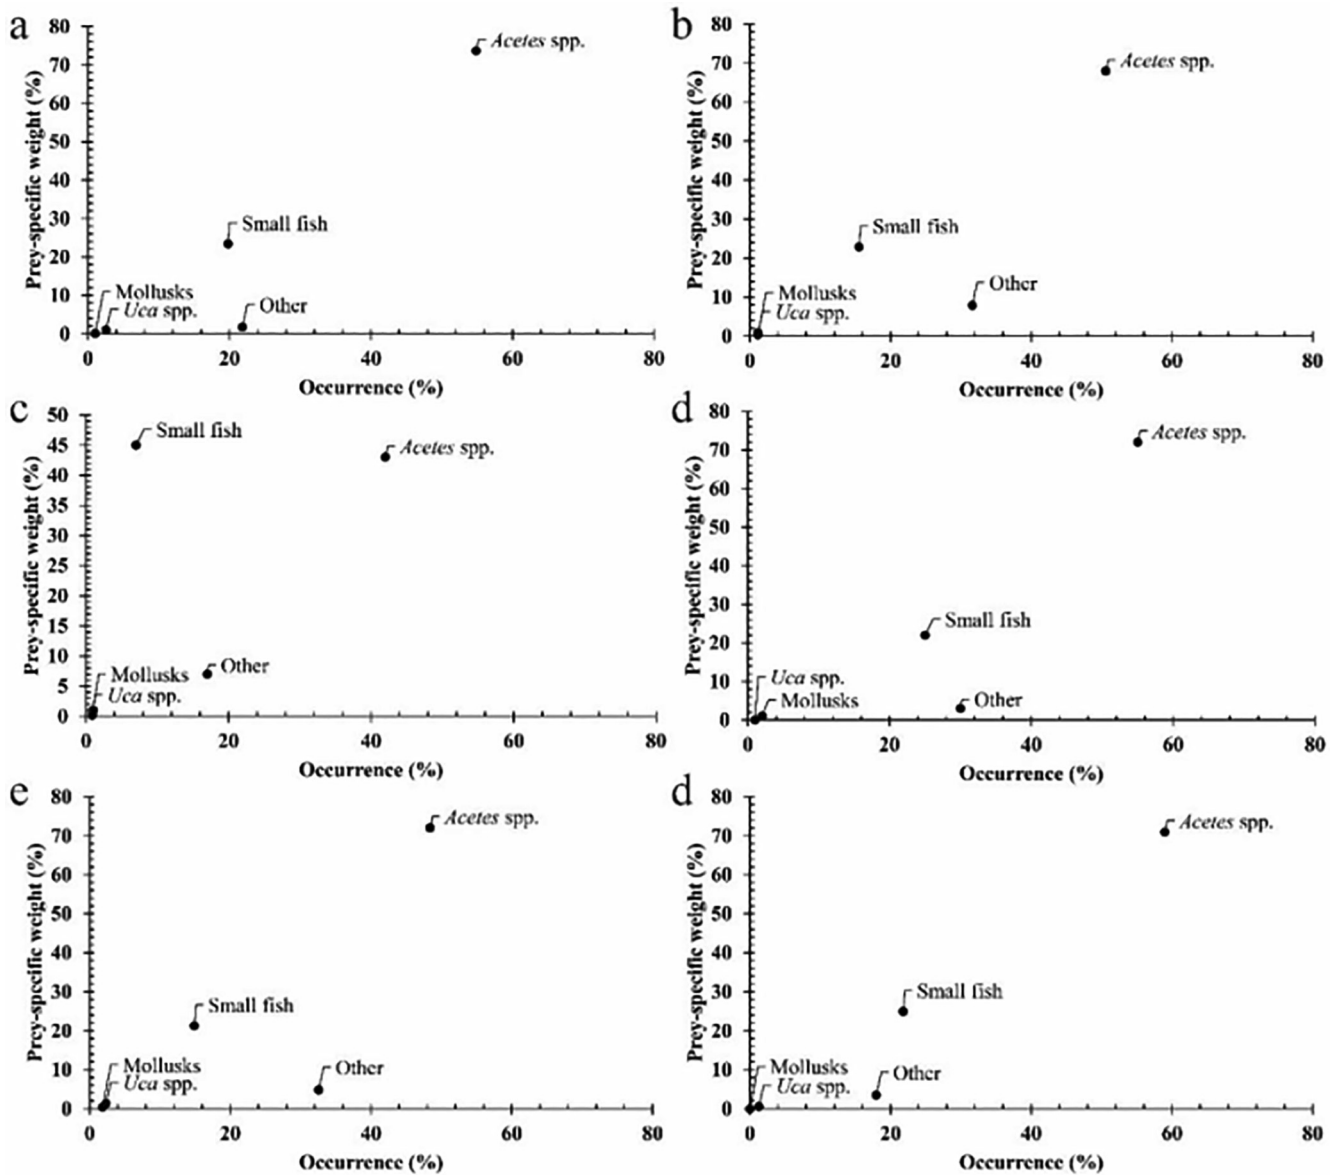 a
80
70
60
50
40
30
20
10
0
Prey-specific weight (%)
Acetes spp.
Small fish
Mollusks
Uca spp.
Other
0 20 40 60 80
Occurrence (%)
b
80
70
60
50
40
30
20
10
0
Prey-specific weight (%)
Acetes spp.
Small fish
Other
Mollusks
Uca spp.
0 20 40 60 80
Occurrence (%)
c
50
45
40
35
30
25
20
15
10
5
0
Prey-specific weight (%)
Small fish
Acetes spp.
Other
Mollusks
Uca spp.
0 20 40 60 80
Occurrence (%)
d
80
70
60
50
40
30
20
10
0
Prey-specific weight (%)
Acetes spp.
Small fish
Uca spp.
Mollusks
Other
0 20 40 60 80
Occurrence (%)
e
80
70
60
50
40
30
20
10
0
Prey-specific weight (%)
Acetes spp.
Small fish
Mollusks
Uca spp.
Other
0 20 40 60 80
Occurrence (%)
d
80
70
60
50
40
30
20
10
0
Prey-specific weight (%)
Acetes spp.
Small fish
Mollusks
Uca spp.
Other
0 20 40 60 80
Occurrence (%)